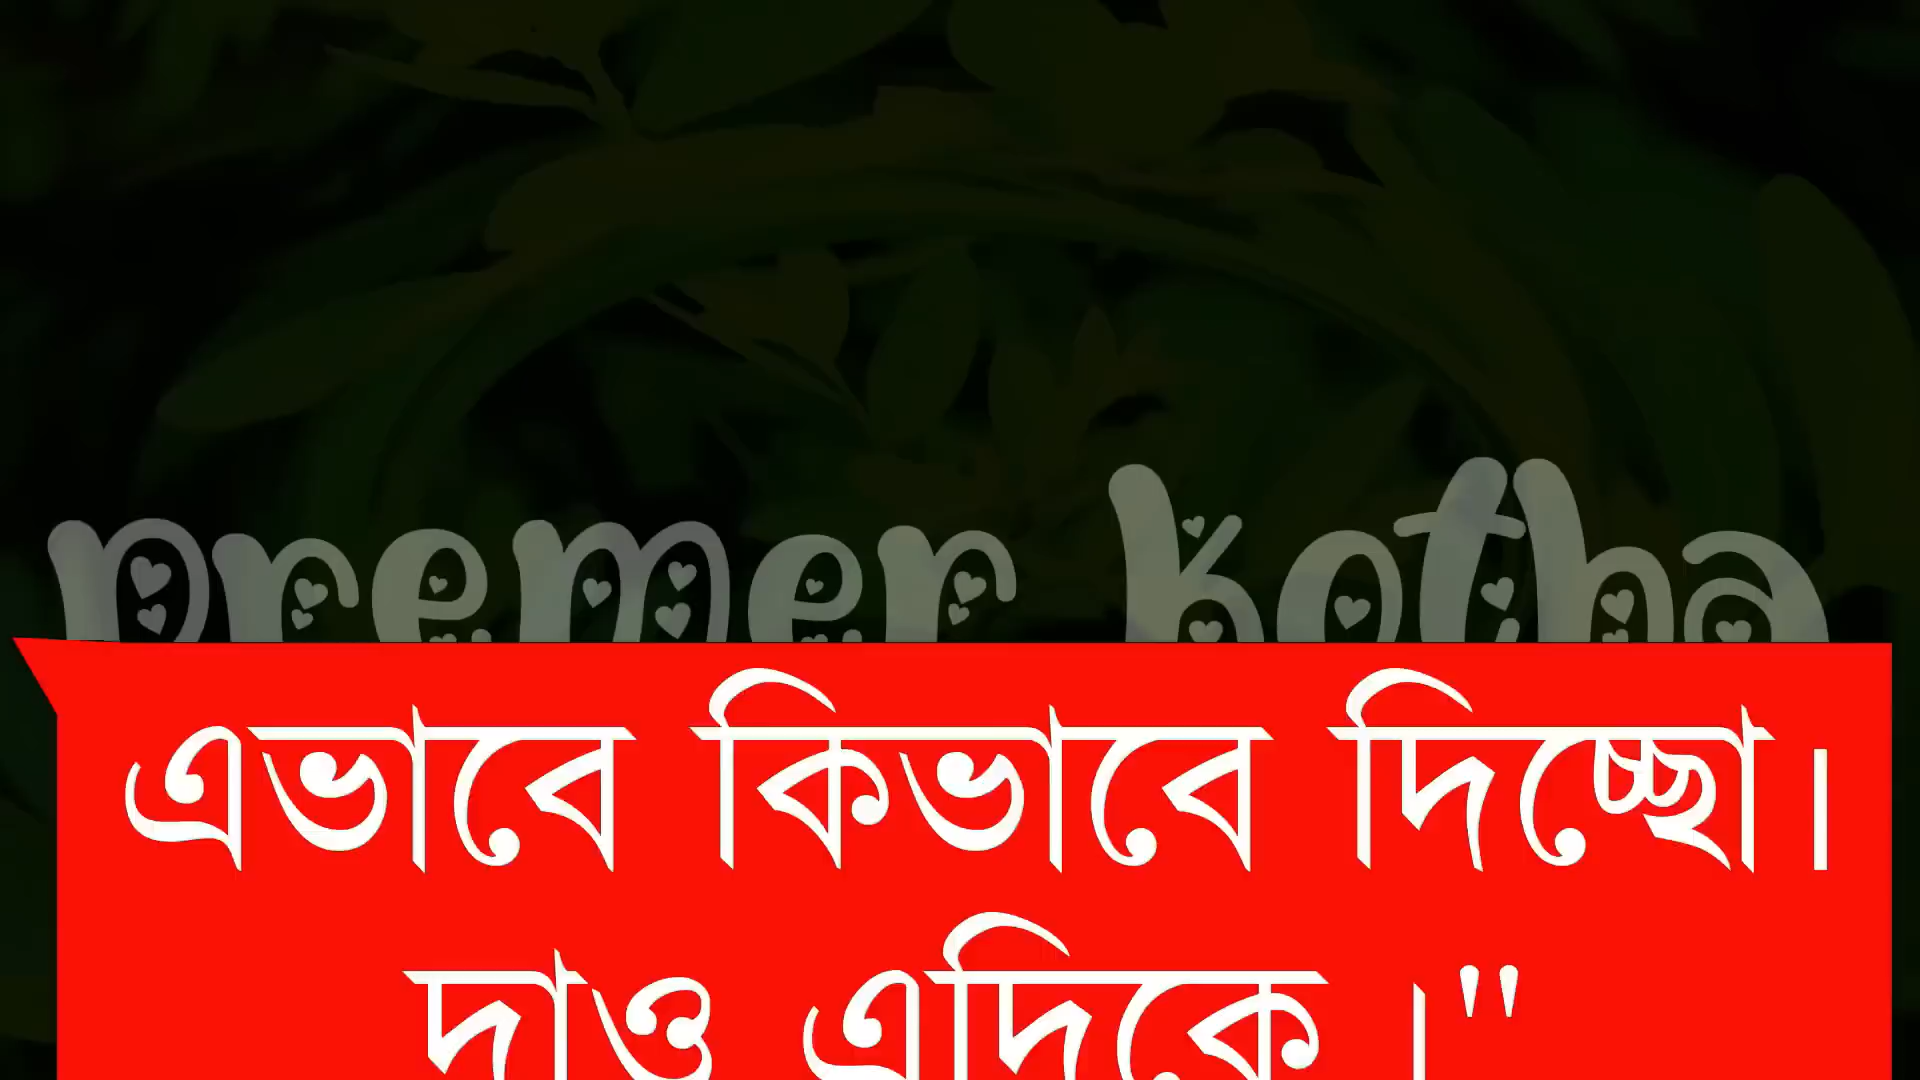 premer kotha
এভাবে কিভাবে দিচ্ছো।
দাও এদিকে ।"